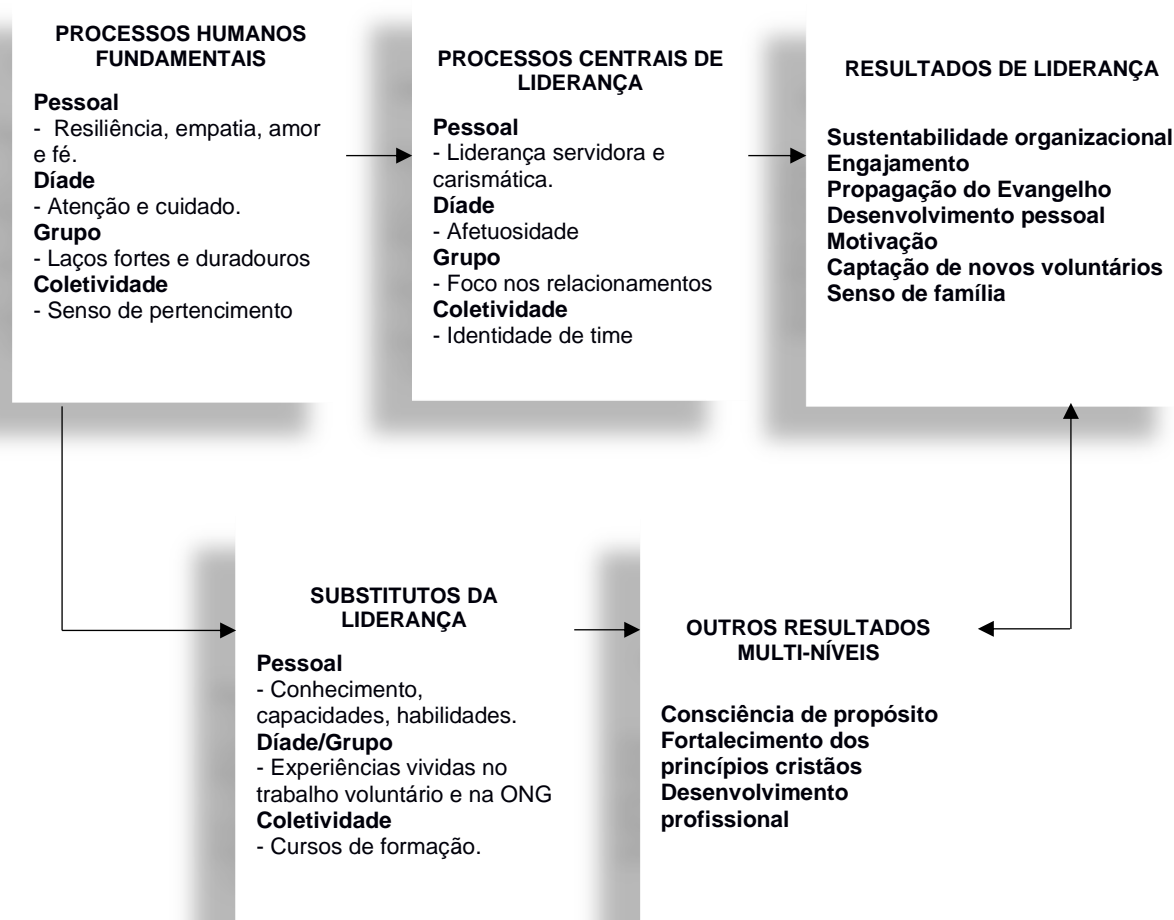 PROCESSOS HUMANOS
FUNDAMENTAIS
Pessoal
- Resiliência, empatia, amor
e fé.
Díade
- Atenção e cuidado.
Grupo
- Laços fortes e duradouros
Coletividade
- Senso de pertencimento
PROCESSOS CENTRAIS DE
LIDERANÇA
Pessoal
- Liderança servidora e
carismática.
Díade
- Afetuosidade
Grupo
- Foco nos relacionamentos
Coletividade
- Identidade de time
RESULTADOS DE LIDERANÇA
Sustentabilidade organizacional
Engajamento
Propagação do Evangelho
Desenvolvimento pessoal
Motivação
Captação de novos voluntários
Senso de família
SUBSTITUTOS DA
LIDERANÇA
Pessoal
- Conhecimento,
capacidades, habilidades.
Díade/Grupo
- Experiências vividas no
trabalho voluntário e na ONG
Coletividade
- Cursos de formação.
OUTROS RESULTADOS
MULTI-NÍVEIS
Consciência de propósito
Fortalecimento dos
princípios cristãos
Desenvolvimento
profissional